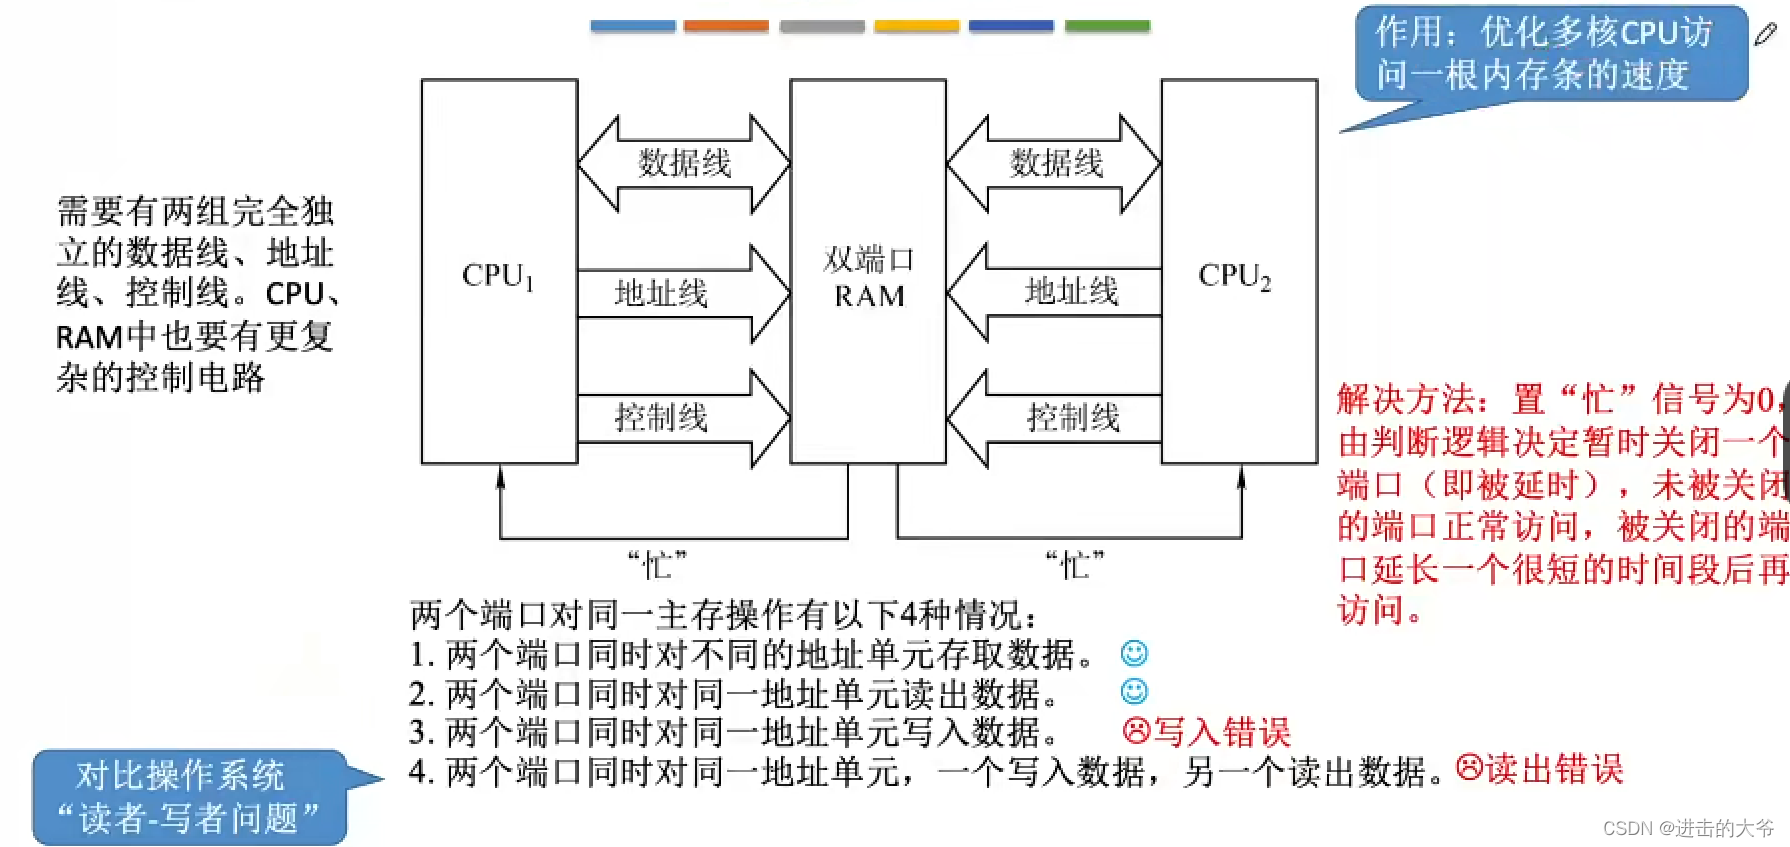 作用：优化多核CPU访
问一根内存条的速度
需要有两组完全独
立的数据线、地址
线、控制线。CPU、
RAM中也要有更复
杂的控制电路
CPU1
数据线
地址线
控制线
双端口
RAM
数据线
地址线
控制线
CPU2
“忙”
“忙”
解决方法：置“忙”信号为0，
由判断逻辑决定暂时关闭一个
端口（即被延时），未被关闭
的端口正常访问，被关闭的端
口延长一个很短的时间段后再
访问。
两个端口对同一主存操作有以下4种情况：
1. 两个端口同时对不同的地址单元存取数据。
2. 两个端口同时对同一地址单元读出数据。
3. 两个端口同时对同一地址单元写入数据。 写入错误
4. 两个端口同时对同一地址单元，一个写入数据，另一个读出数据。 读出错误
对比操作系统
“读者-写者问题”
CSDN @进击的大爷